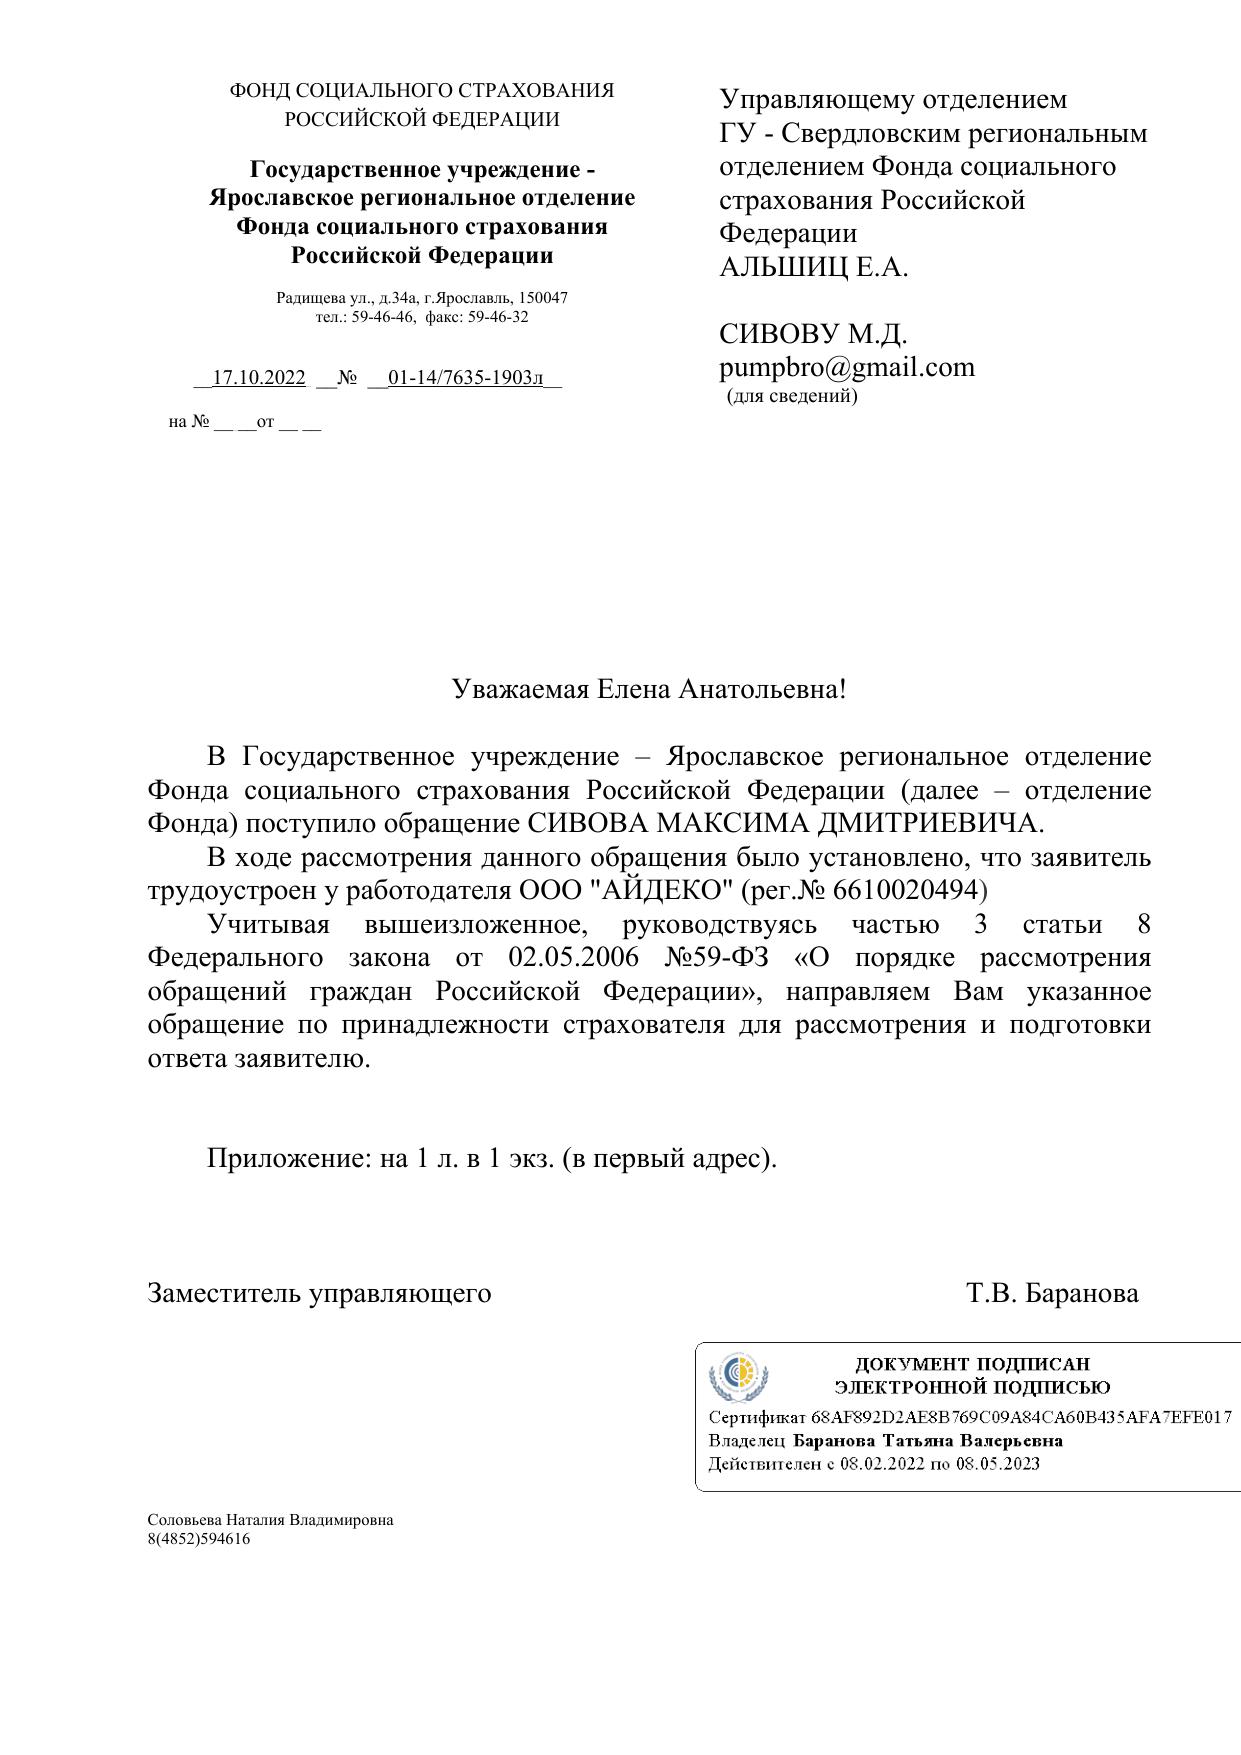 ФОНД СОЦИАЛЬНОГО СТРАХОВАНИЯ
РОССИЙСКОЙ ФЕДЕРАЦИИ
Государственное учреждение -
Ярославское региональное отделение
Фонда социального страхования
Российской Федерации
Радищева ул., д.34а, г.Ярославль, 150047
тел.: 59-46-46, факс: 59-46-32
__17.10.2022 __№ __01-14/7635-1903л__
на № __ __от __ __
Управляющему отделением
ГУ - Свердловским региональным
отделением Фонда социального
страхования Российской
Федерации
АЛЬШИЦ Е.А.
СИВОВУ М.Д.
pumpbro@gmail.com
(для сведений)
Уважаемая Елена Анатольевна!
В Государственное учреждение – Ярославское региональное отделение
Фонда социального страхования Российской Федерации (далее – отделение
Фонда) поступило обращение СИВОВА МАКСИМА ДМИТРИЕВИЧА.
В ходе рассмотрения данного обращения было установлено, что заявитель
трудоустроен у работодателя ООО "АЙДЕКО" (рег.№ 6610020494)
Учитывая вышеизложенное, руководствуясь частью 3 статьи 8
Федерального закона от 02.05.2006 №59-ФЗ «О порядке рассмотрения
обращений граждан Российской Федерации», направляем Вам указанное
обращение по принадлежности страхователя для рассмотрения и подготовки
ответа заявителю.
Приложение: на 1 л. в 1 экз. (в первый адрес).
Заместитель управляющего Т.В. Баранова
ДОКУМЕНТ ПОДПИСАН
ЭЛЕКТРОННОЙ ПОДПИСЬЮ
Сертификат 68AF892D2AE8B769C09A84CA60B435AFA7EFE017
Владелец Баранова Татьяна Валерьевна
Действителен с 08.02.2022 по 08.05.2023
Соловьева Наталия Владимировна
8(4852)594616